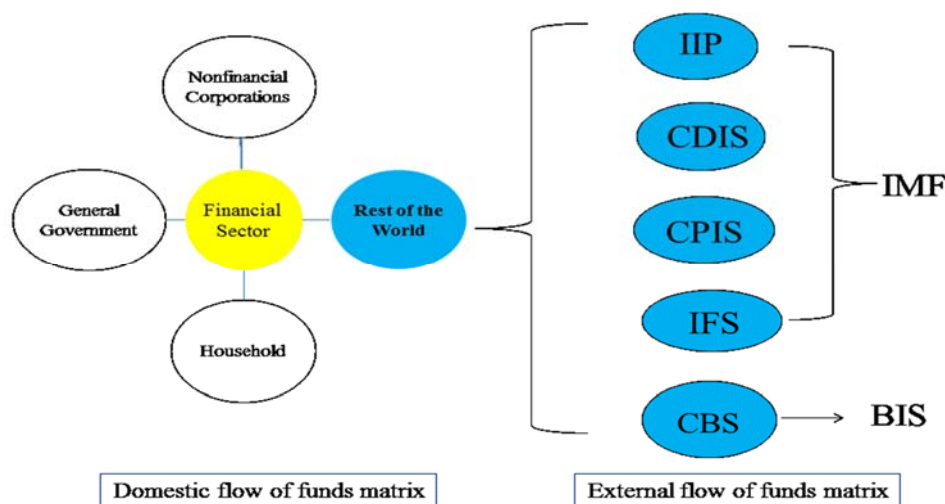 Nonfinancial
Corporations
General
Government
Financial
Sector
Rest of the
World
Household
IIP
CDIS
CPIS
IFS
CBS
IMF
BIS
Domestic flow of funds matrix
External flow of funds matrix